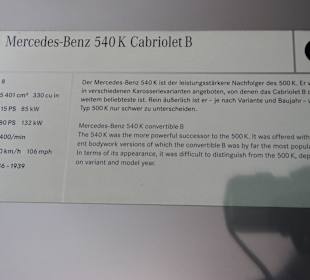 Mercedes-Benz 540 K Cabriolet B
8
5 401 cm³ 330 cu in
15 PS 85 kW
80 PS 132 kW
400/min
0 km/h 106 mph
36 – 1939
Der Mercedes-Benz 540 K ist der leistungsstärkere Nachfolger des 500 K. Er w
in verschiedenen Karosserievarianten angeboten, von denen das Cabriolet B
weitem beliebteste ist. Rein äußerlich ist er – je nach Variante und Baujahr –
Typ 500 K nur schwer zu unterscheiden.
Mercedes-Benz 540 K convertible B
The 540 K was the more powerful successor to the 500 K. It was offered with
ent bodywork versions of which the convertible B was by far the most popula
In terms of its appearance, it was difficult to distinguish from the 500 K, dep
on variant and model year.